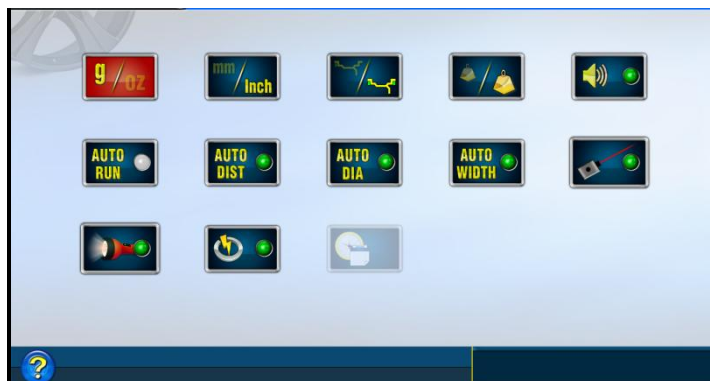 g/oz
mm/Inch
AUTO
RUN
AUTO
DIST
AUTO
DIA
AUTO
WIDTH
?